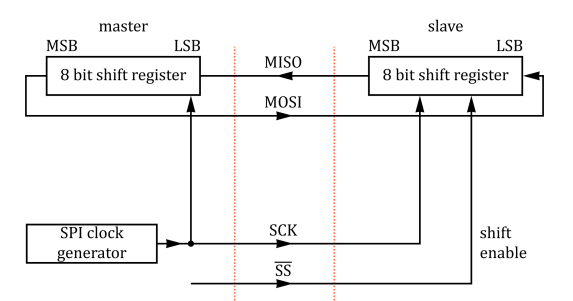 master
slave
MSB
LSB
MSB
LSB
8 bit shift register
MISO
8 bit shift register
MOSI
SPI clock
generator
SCK
shift
enable
S̅S̅